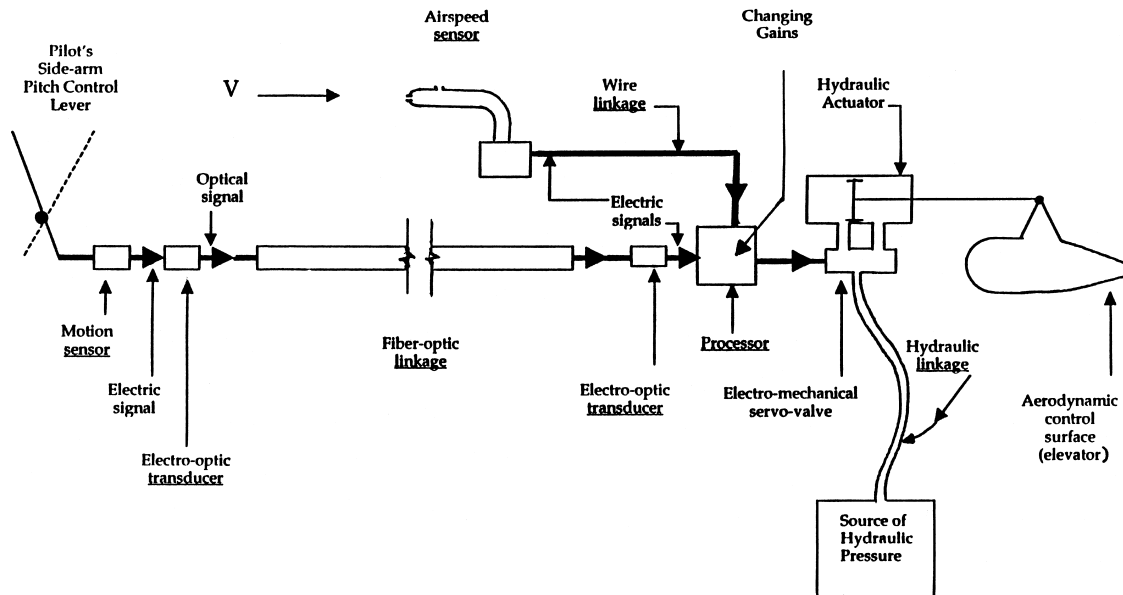 Airspeed
sensor
Changing
Gains
Pilot's
Side-arm
Pitch Control
Lever
V
Wire
linkage
Hydraulic
Actuator
Optical
signal
Electric
signals
Motion
sensor
Fiber-optic
linkage
Processor
Hydraulic
linkage
Electric
signal
Electro-optic
transducer
Electro-mechanical
servo-valve
Aerodynamic
control
surface
(elevator)
Electro-optic
transducer
Source of
Hydraulic
Pressure